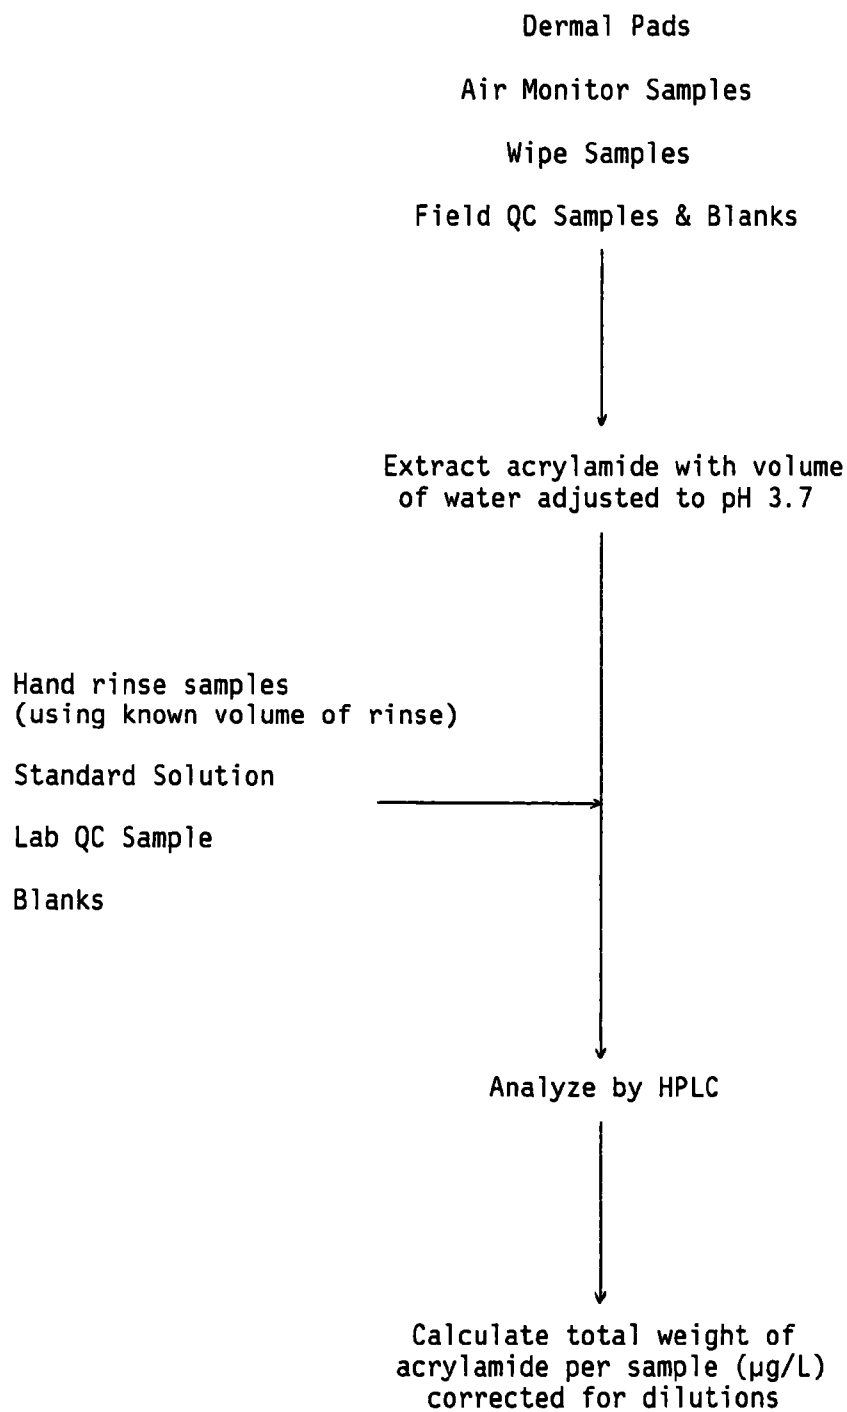 Dermal Pads
Air Monitor Samples
Wipe Samples
Field QC Samples & Blanks
Extract acrylamide with volume
of water adjusted to pH 3.7
Hand rinse samples
(using known volume of rinse)
Standard Solution
Lab QC Sample
Blanks
Analyze by HPLC
Calculate total weight of
acrylamide per sample (µg/L)
corrected for dilutions